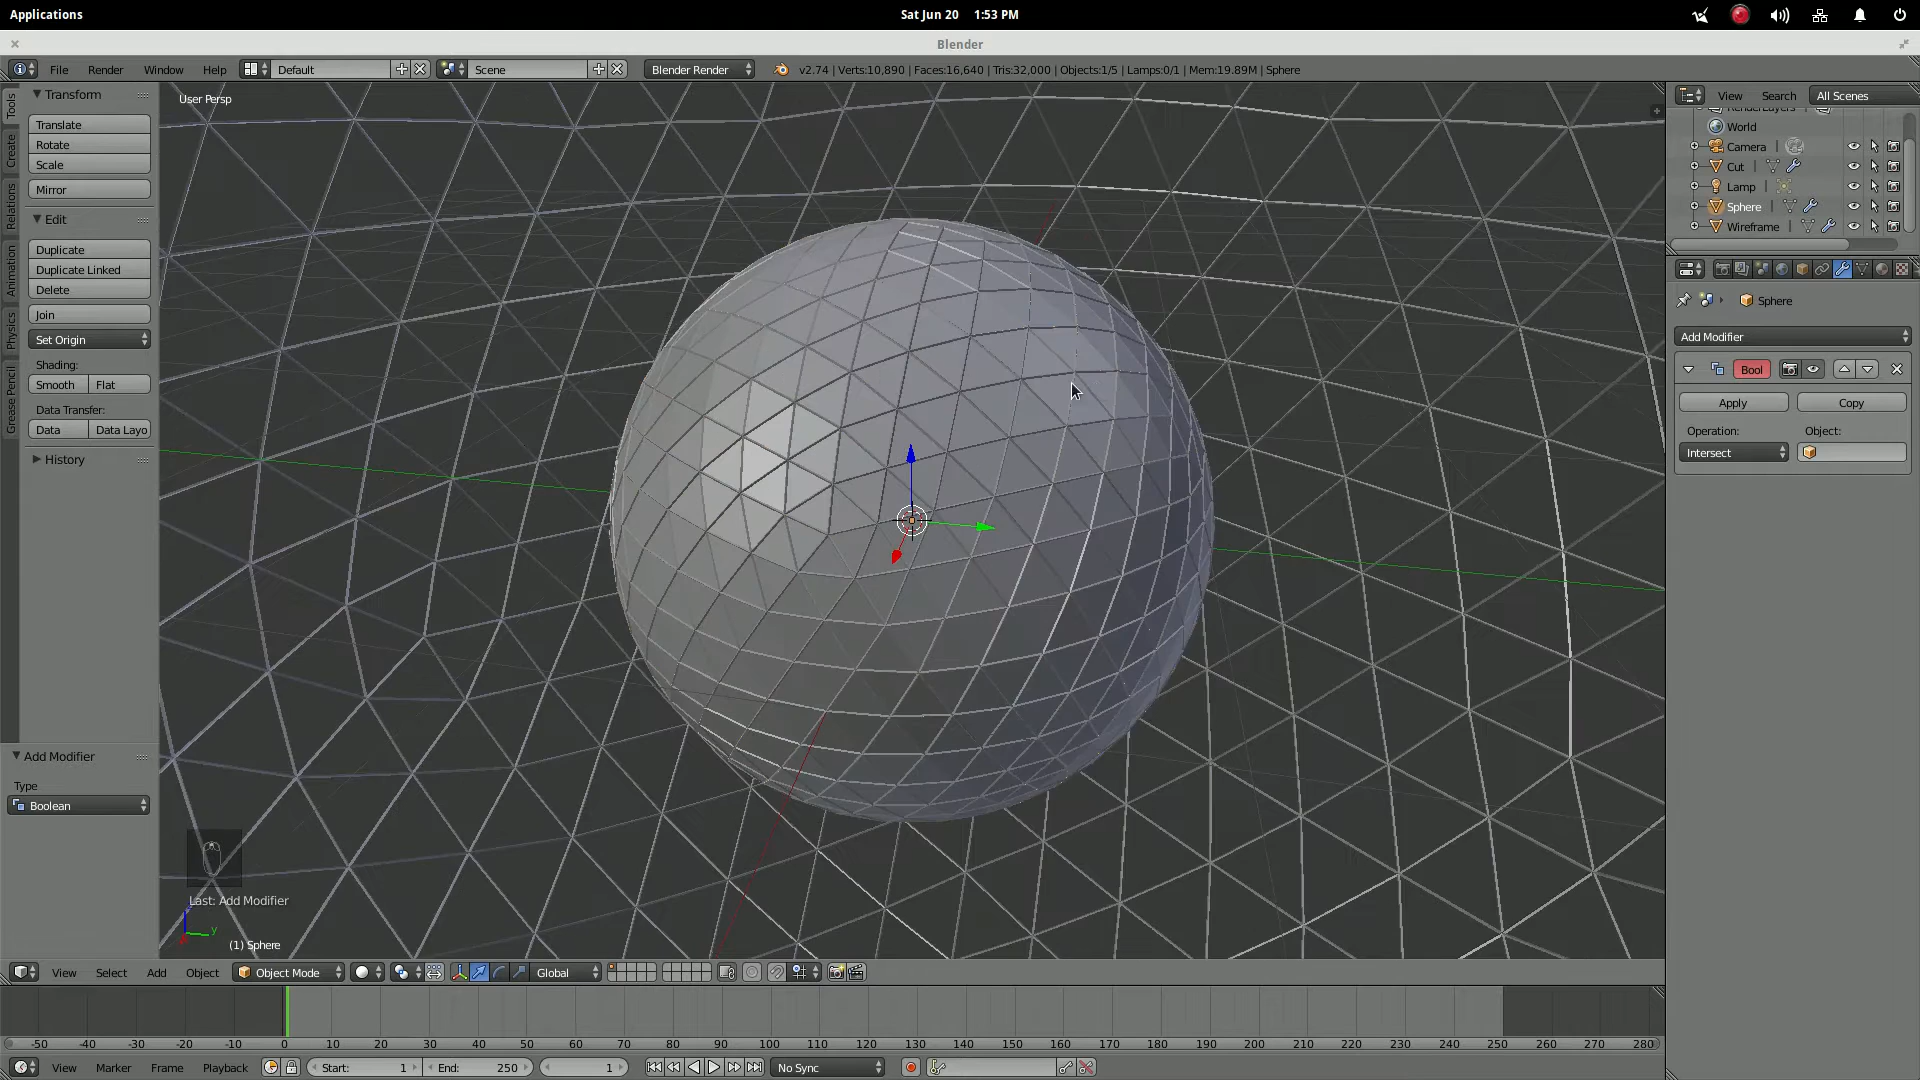 Applications
Sat Jun 20 1:53 PM
Blender
File Render Window Help Default Scene Blender Render v2.74 | Verts:10,890 | Faces:16,640 | Tris:32,000 | Objects:1/5 | Lamps:0/1 | Mem:19.89M | Sphere
Tools
Create
Relations
Animation
Physics
Grease Pencil
Transform
Translate
Rotate
Scale
Mirror
Edit
Duplicate
Duplicate Linked
Delete
Join
Set Origin
Shading:
Smooth Flat
Data Transfer:
Data Data Layo
History
Add Modifier
Type
Boolean
User Persp
Last: Add Modifier
y
(1) Sphere
View Search All Scenes
World
Camera
Cut
Lamp
Sphere
Wireframe
Sphere
Add Modifier
Bool
Apply Copy
Operation: Object:
Intersect
View Select Add Object Object Mode Global
-50 -40 -30 -20 -10 0 10 20 30 40 50 60 70 80 90 100 110 120 130 140 150 160 170 180 190 200 210 220 230 240 250 260 270 280
View Marker Frame Playback Start: 1 End: 250 1 No Sync